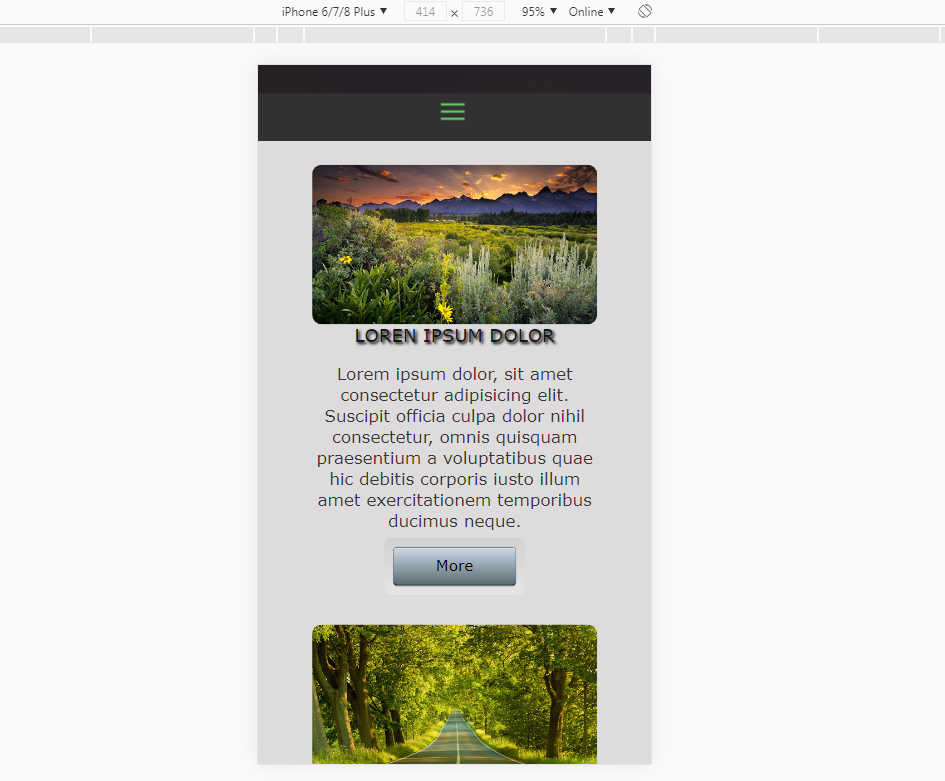 iPhone 6/7/8 Plus ▼ 414 × 736 95% ▼ Online ▼
LOREN IPSUM DOLOR
Lorem ipsum dolor, sit amet
consectetur adipisicing elit.
Suscipit officia culpa dolor nihil
consectetur, omnis quisquam
praesentium a voluptatibus quae
hic debitis corporis iusto illum
amet exercitationem temporibus
ducimus neque.
More